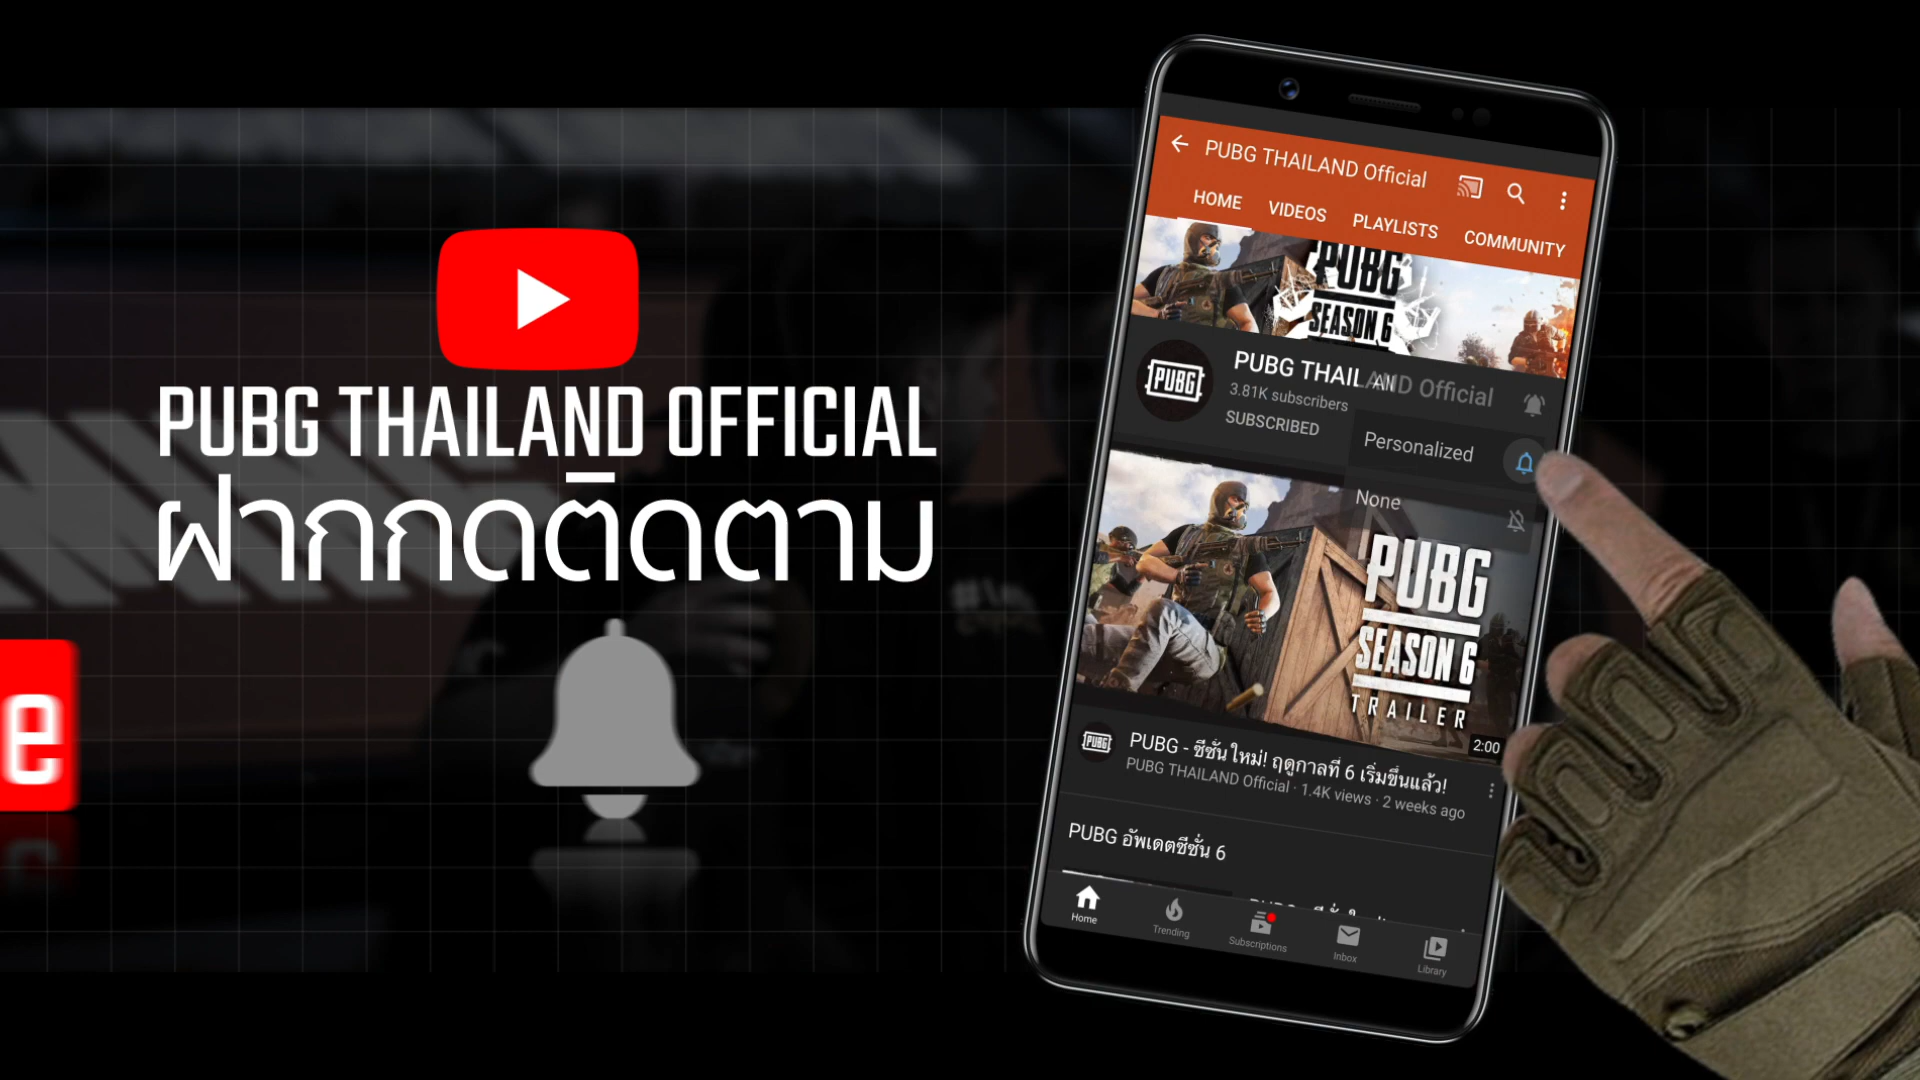 PUBG THAILAND OFFICIAL
ฝากกดติดตาม
e
PUBG THAILAND Official
HOME VIDEOS PLAYLISTS COMMUNITY
PUBG
SEASON 6
PUBG
PUBG THAILAND Official
3.81K subscribers
SUBSCRIBED
Personalized
None
PUBG
SEASON 6
TRAILER
2:00
PUBG
PUBG - ซีซั่นใหม่! ฤดูกาลที่ 6 เริ่มขึ้นแล้ว!
PUBG THAILAND Official · 1.4K views · 2 weeks ago
PUBG อัพเดตซีซั่น 6
Home Trending Subscriptions Inbox Library